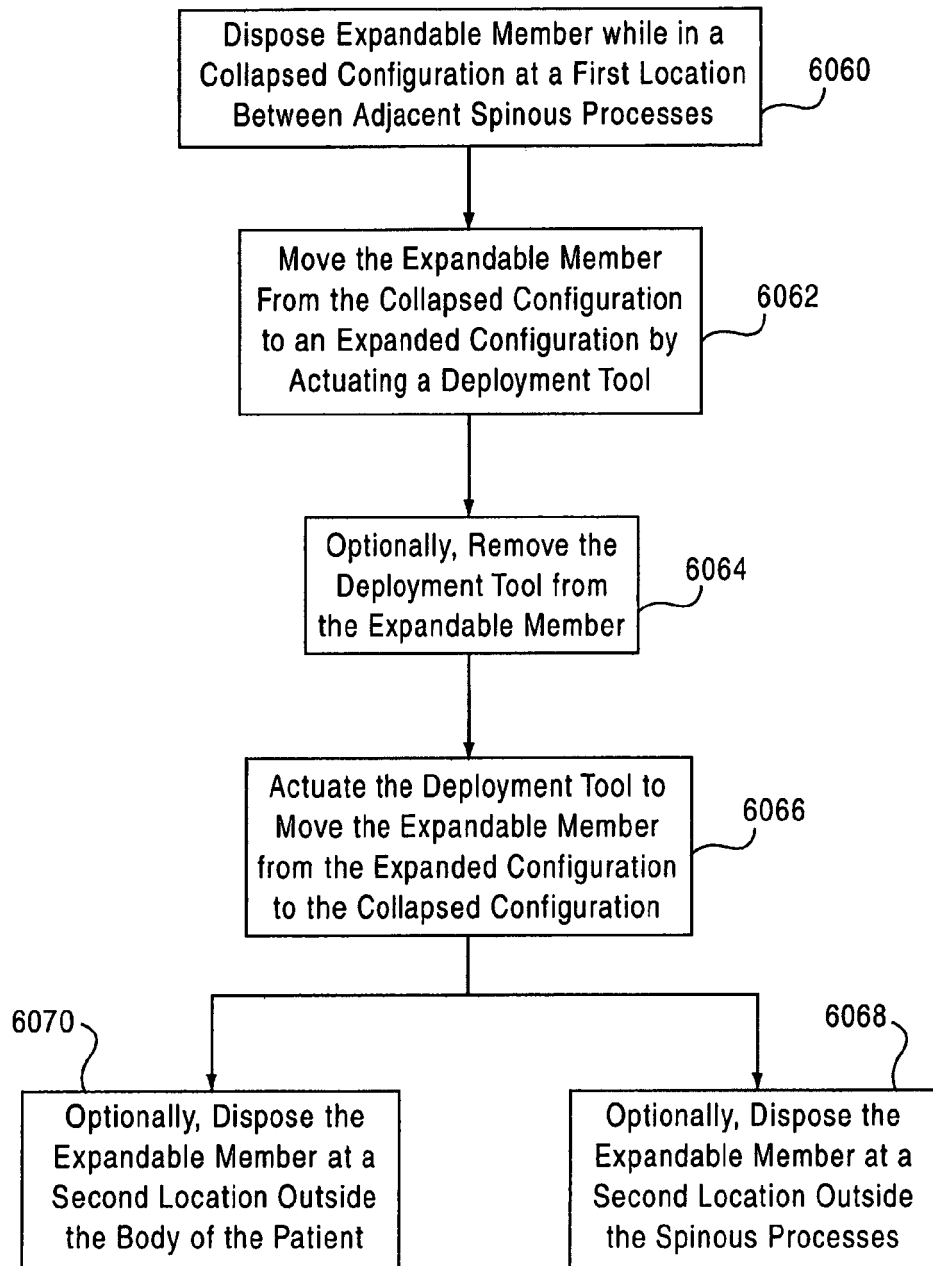 Dispose Expandable Member while in a
Collapsed Configuration at a First Location
Between Adjacent Spinous Processes
6060
Move the Expandable Member
From the Collapsed Configuration
to an Expanded Configuration by
Actuating a Deployment Tool
6062
Optionally, Remove the
Deployment Tool from
the Expandable Member
6064
Actuate the Deployment Tool to
Move the Expandable Member
from the Expanded Configuration
to the Collapsed Configuration
6066
6070
Optionally, Dispose the
Expandable Member at a
Second Location Outside
the Body of the Patient
6068
Optionally, Dispose the
Expandable Member at a
Second Location Outside
the Spinous Processes